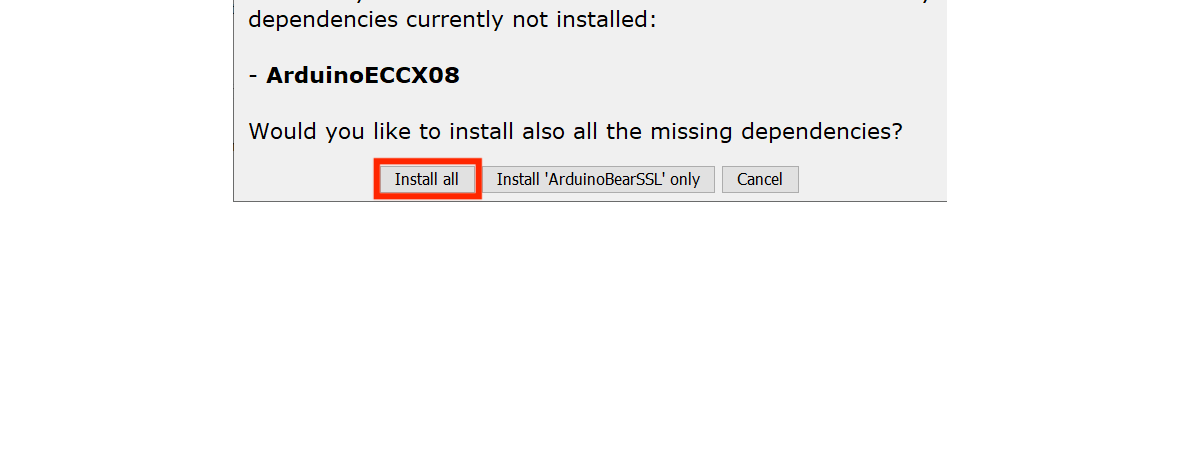 dependencies currently not installed:
- ArduinoECCX08
Would you like to install also all the missing dependencies?
Install all Install 'ArduinoBearSSL' only Cancel